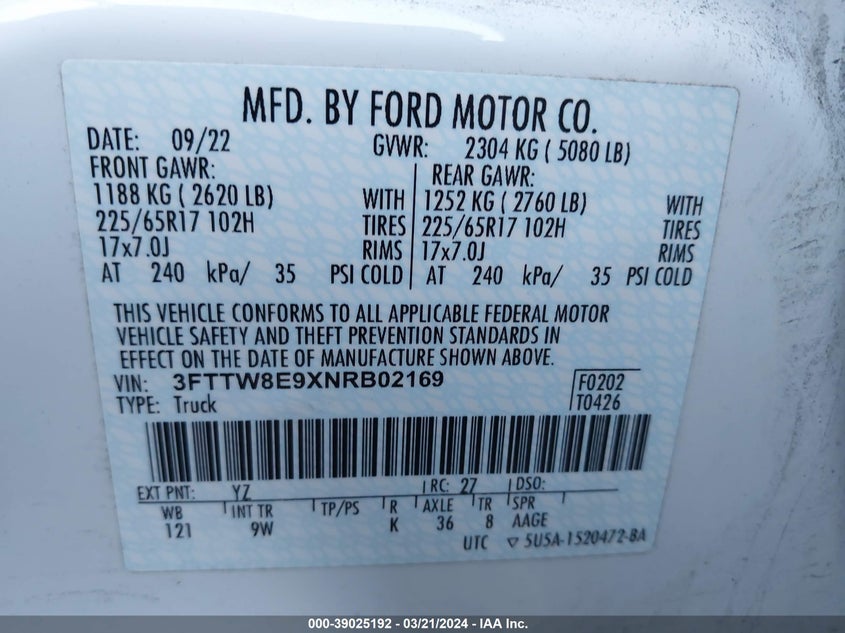 MFD. BY FORD MOTOR CO.
DATE: 09/22 GVWR: 2304 KG ( 5080 LB)
FRONT GAWR: REAR GAWR:
1188 KG ( 2620 LB) WITH 1252 KG ( 2760 LB) WITH
225/65R17 102H TIRES 225/65R17 102H TIRES
17x7.0J RIMS 17x7.0J RIMS
AT 240 kPa/ 35 PSI COLD AT 240 kPa/ 35 PSI COLD
THIS VEHICLE CONFORMS TO ALL APPLICABLE FEDERAL MOTOR
VEHICLE SAFETY AND THEFT PREVENTION STANDARDS IN
EFFECT ON THE DATE OF MANUFACTURE SHOWN ABOVE.
VIN: 3FTTW8E9XNRB02169 F0202
TYPE: Truck T0426
EXT PNT: YZ RC: 27 DSO:
WB INT TR TP/PS R AXLE TR SPR
121 9W K 36 8 AAGE
UTC ▽ 5U5A-1520472-BA
000-39025192 - 03/21/2024 - IAA Inc.